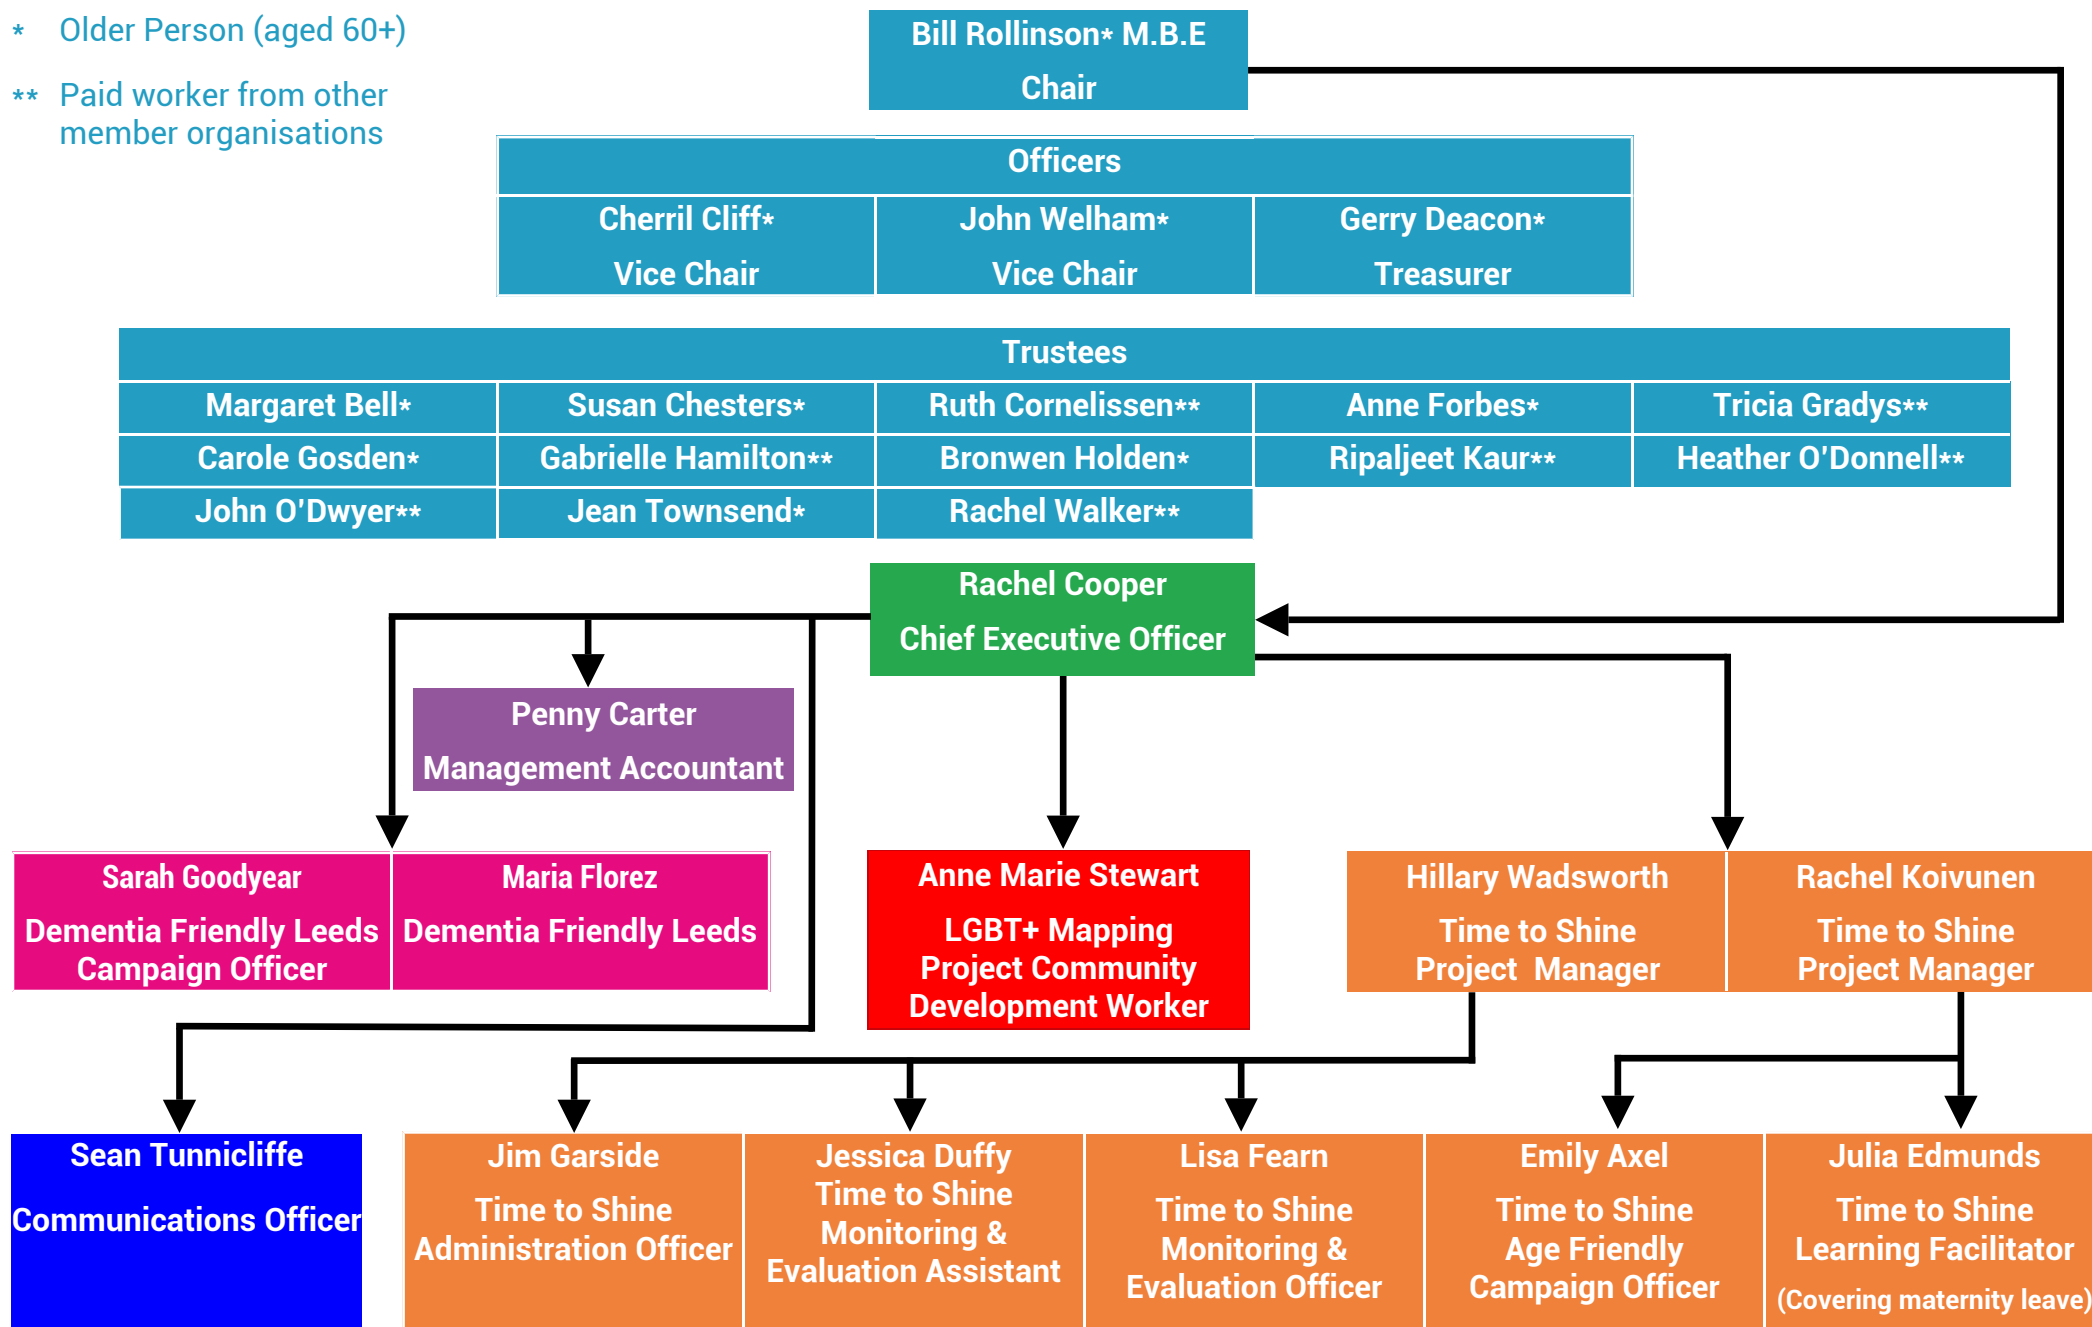 * Older Person (aged 60+)
** Paid worker from other
member organisations
Bill Rollinson* M.B.E
Chair
Officers
Cherril Cliff*
Vice Chair
John Welham*
Vice Chair
Gerry Deacon*
Treasurer
Trustees
Margaret Bell*
Susan Chesters*
Ruth Cornelissen**
Anne Forbes*
Tricia Gradys**
Carole Gosden*
Gabrielle Hamilton**
Bronwen Holden*
Ripaljeet Kaur**
Heather O'Donnell**
John O'Dwyer**
Jean Townsend*
Rachel Walker**
Rachel Cooper
Chief Executive Officer
Penny Carter
Management Accountant
Sarah Goodyear
Dementia Friendly Leeds
Campaign Officer
Maria Florez
Dementia Friendly Leeds
Anne Marie Stewart
LGBT+ Mapping
Project Community
Development Worker
Hillary Wadsworth
Time to Shine
Project Manager
Rachel Koivunen
Time to Shine
Project Manager
Sean Tunnicliffe
Communications Officer
Jim Garside
Time to Shine
Administration Officer
Jessica Duffy
Time to Shine
Monitoring &
Evaluation Assistant
Lisa Fearn
Time to Shine
Monitoring &
Evaluation Officer
Emily Axel
Time to Shine
Age Friendly
Campaign Officer
Julia Edmunds
Time to Shine
Learning Facilitator
(Covering maternity leave)